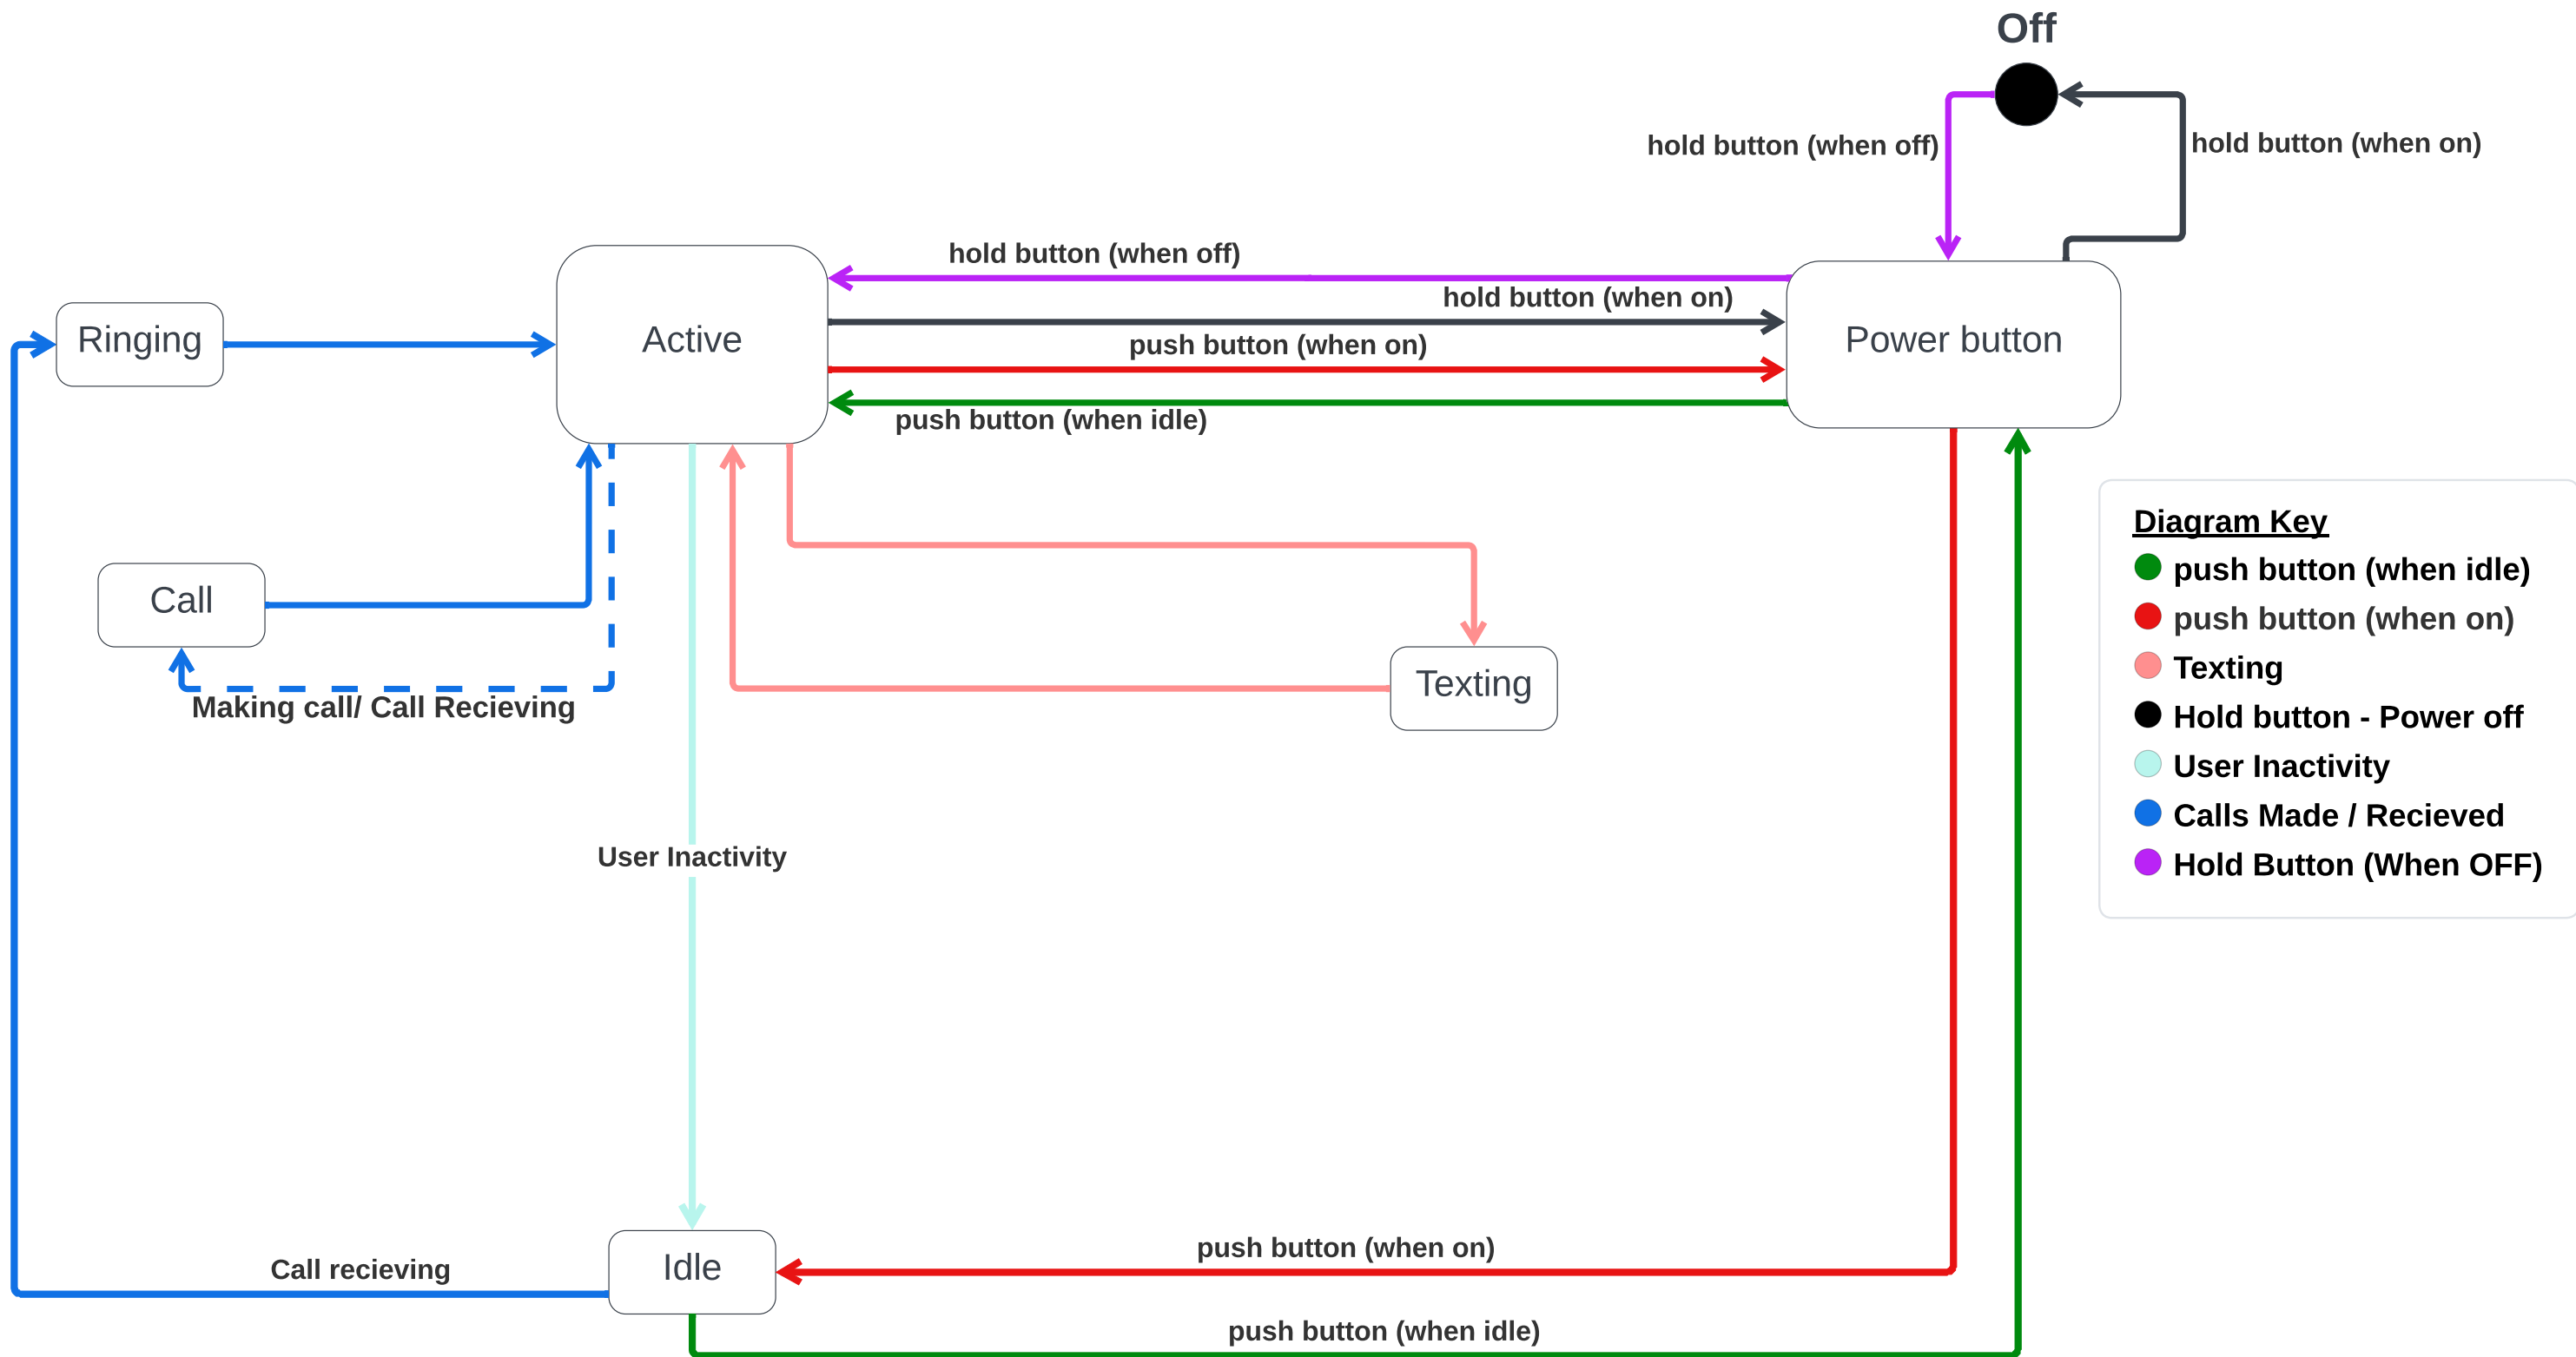 Off
hold button (when off)
hold button (when on)
hold button (when off)
hold button (when on)
Ringing
Active
push button (when on)
Power button
push button (when idle)
Call
Making call/ Call Recieving
Texting
Diagram Key
push button (when idle)
push button (when on)
Texting
Hold button - Power off
User Inactivity
Calls Made / Recieved
Hold Button (When OFF)
User Inactivity
Call recieving
Idle
push button (when on)
push button (when idle)